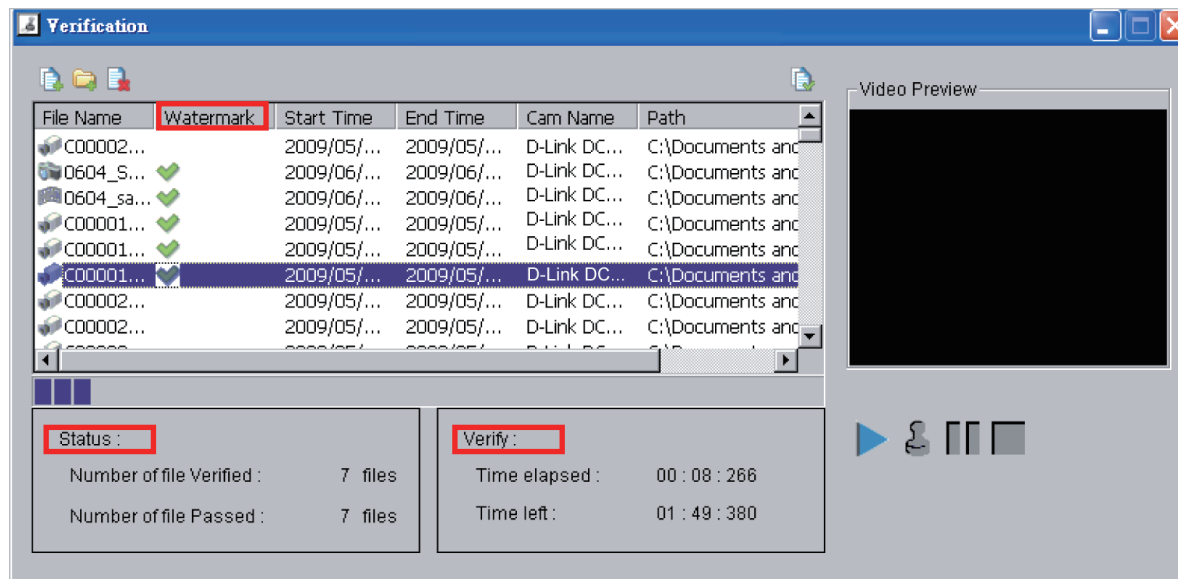 Verification
Video Preview
File Name Watermark Start Time End Time Cam Name Path
C00002... 2009/05/... 2009/05/... D-Link DC... C:\Documents and
0604_S... 2009/06/... 2009/06/... D-Link DC... C:\Documents and
0604_sa... 2009/06/... 2009/06/... D-Link DC... C:\Documents and
C00001... 2009/05/... 2009/05/... D-Link DC... C:\Documents and
C00001... 2009/05/... 2009/05/... D-Link DC... C:\Documents and
C00001... 2009/05/... 2009/05/... D-Link DC... C:\Documents and
C00002... 2009/05/... 2009/05/... D-Link DC... C:\Documents and
C00002... 2009/05/... 2009/05/... D-Link DC... C:\Documents and
Status :
Number of file Verified : 7 files
Number of file Passed : 7 files
Verify :
Time elapsed : 00 : 08 : 266
Time left : 01 : 49 : 380